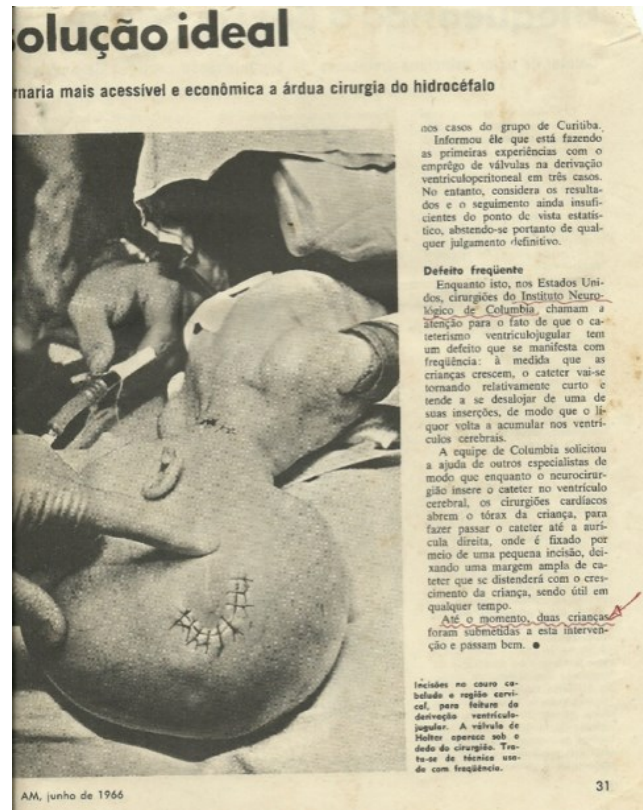 solução ideal
rnaria mais acessível e econômica a árdua cirurgia do hidrocéfalo
nos casos do grupo de Curitiba.
Informou êle que está fazendo
as primeiras experiências com o
emprêgo de válvulas na derivação
ventriculoperitoneal em três casos.
No entanto, considera os resulta-
dos e o seguimento ainda insufi-
cientes do ponto de vista estatís-
tico, abstendo-se portanto de qual-
quer julgamento definitivo.
Defeito freqüente
Enquanto isto, nos Estados Uni-
dos, cirurgiões do Instituto Neuro-
lógico de Columbia, chamam a
atenção para o fato de que o ca-
teterismo ventriculojugular tem
um defeito que se manifesta com
freqüência: à medida que as
crianças crescem, o cateter vai-se
tornando relativamente curto e
tende a se desalojar de uma de
suas inserções, de modo que o lí-
quor volta a acumular nos ventrí-
culos cerebrais.
A equipe de Columbia solicitou
a ajuda de outros especialistas de
modo que enquanto o neurocirur-
gião insere o cateter no ventrículo
cerebral, os cirurgiões cardíacos
abrem o tórax da criança, para
fazer passar o cateter até a aurí-
cula direita, onde é fixado por
meio de uma pequena incisão, dei-
xando uma margem ampla de ca-
teter que se distenderá com o cres-
cimento da criança, sendo útil em
qualquer tempo.
Até o momento, duas crianças
foram submetidas a esta interven-
ção e passam bem. ●
Incisões no couro ca-
beludo e região cervi-
cal, para feitura da
derivação ventrículo-
jugular. A válvula de
Holter aparece sob o
dedo do cirurgião. Tra-
ta-se de técnica usa-
da com freqüência.
AM, junho de 1966
31